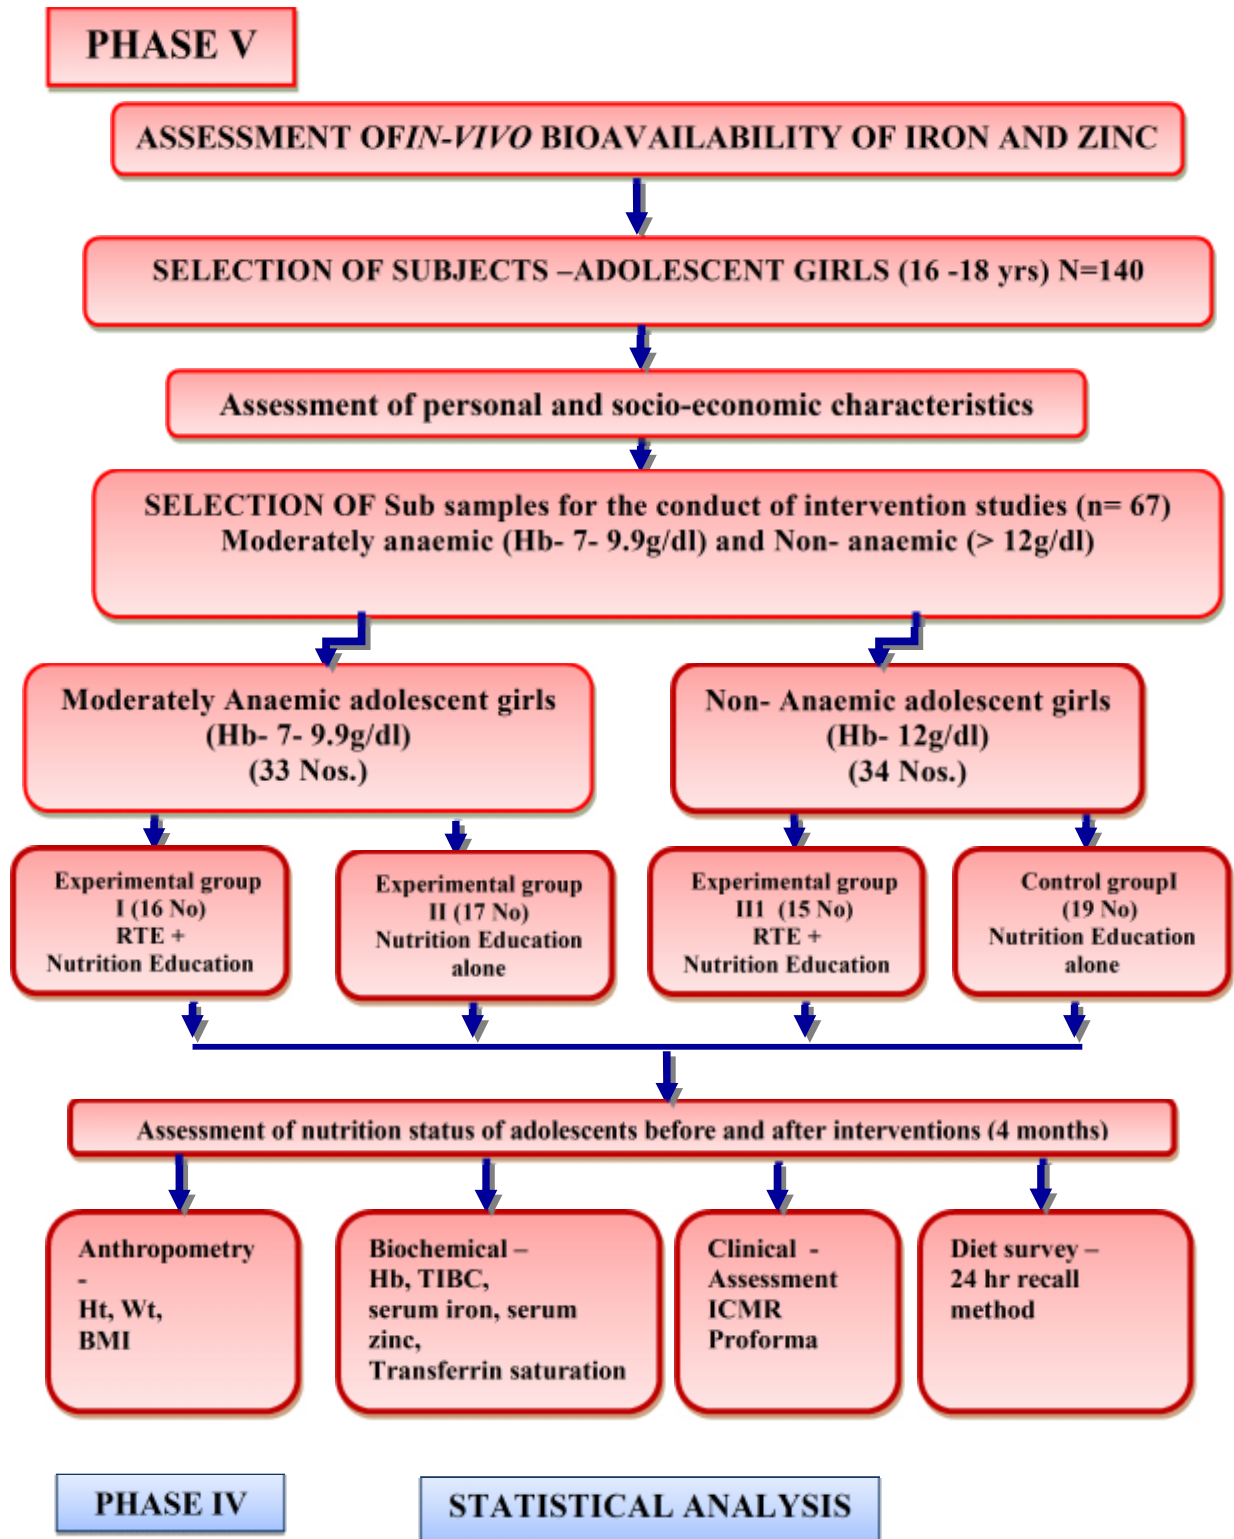 PHASE V
ASSESSMENT OFIN-VIVO BIOAVAILABILITY OF IRON AND ZINC
SELECTION OF SUBJECTS –ADOLESCENT GIRLS (16 -18 yrs) N=140
Assessment of personal and socio-economic characteristics
SELECTION OF Sub samples for the conduct of intervention studies (n= 67)
Moderately anaemic (Hb- 7- 9.9g/dl) and Non- anaemic (> 12g/dl)
Moderately Anaemic adolescent girls
(Hb- 7- 9.9g/dl)
(33 Nos.)
Non- Anaemic adolescent girls
(Hb- 12g/dl)
(34 Nos.)
Experimental group
I (16 No)
RTE +
Nutrition Education
Experimental group
II (17 No)
Nutrition Education
alone
Experimental group
II1 (15 No)
RTE +
Nutrition Education
Control groupI
(19 No)
Nutrition Education
alone
Assessment of nutrition status of adolescents before and after interventions (4 months)
Anthropometry
-
Ht, Wt,
BMI
Biochemical –
Hb, TIBC,
serum iron, serum
zinc,
Transferrin saturation
Clinical -
Assessment
ICMR
Proforma
Diet survey –
24 hr recall
method
PHASE IV
STATISTICAL ANALYSIS